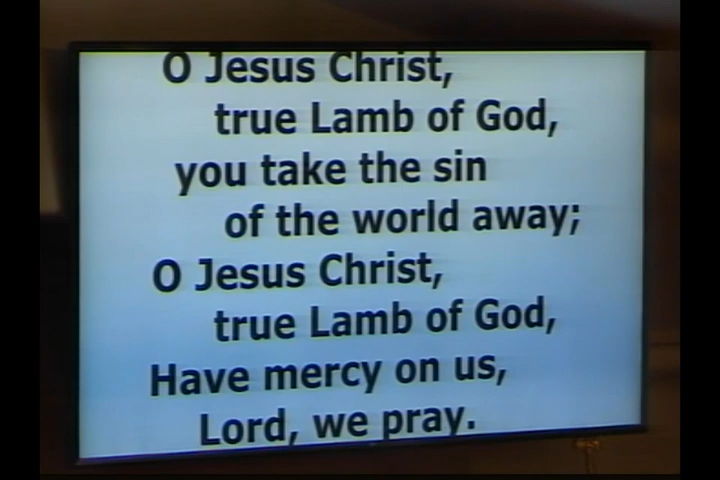 O Jesus Christ,
true Lamb of God,
you take the sin
of the world away;
O Jesus Christ,
true Lamb of God,
Have mercy on us,
Lord, we pray.